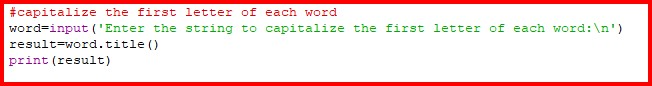 #capitalize the first letter of each word
word=input('Enter the string to capitalize the first letter of each word:\n')
result=word.title()
print(result)